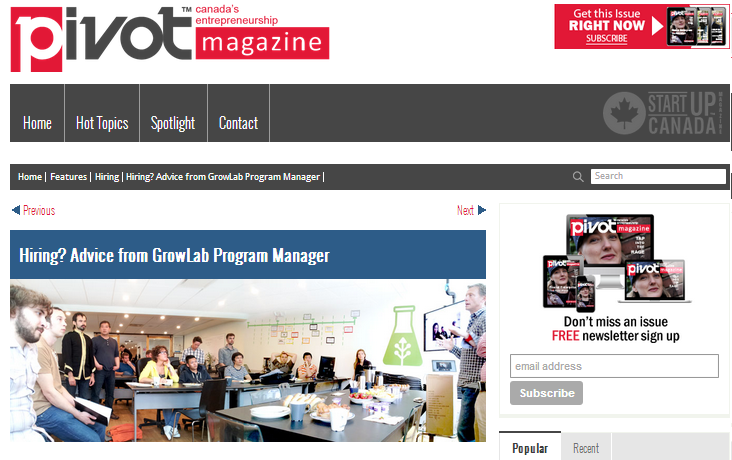 pivot™ canada's
entrepreneurship
magazine
Get this Issue
RIGHT NOW
SUBSCRIBE
Home
Hot Topics
Spotlight
Contact
START UP
CANADA
Home | Features | Hiring | Hiring? Advice from GrowLab Program Manager |
Search
Previous
Next
Hiring? Advice from GrowLab Program Manager
pivot
magazine
Don't miss an issue
FREE newsletter sign up
email address
Subscribe
Popular
Recent